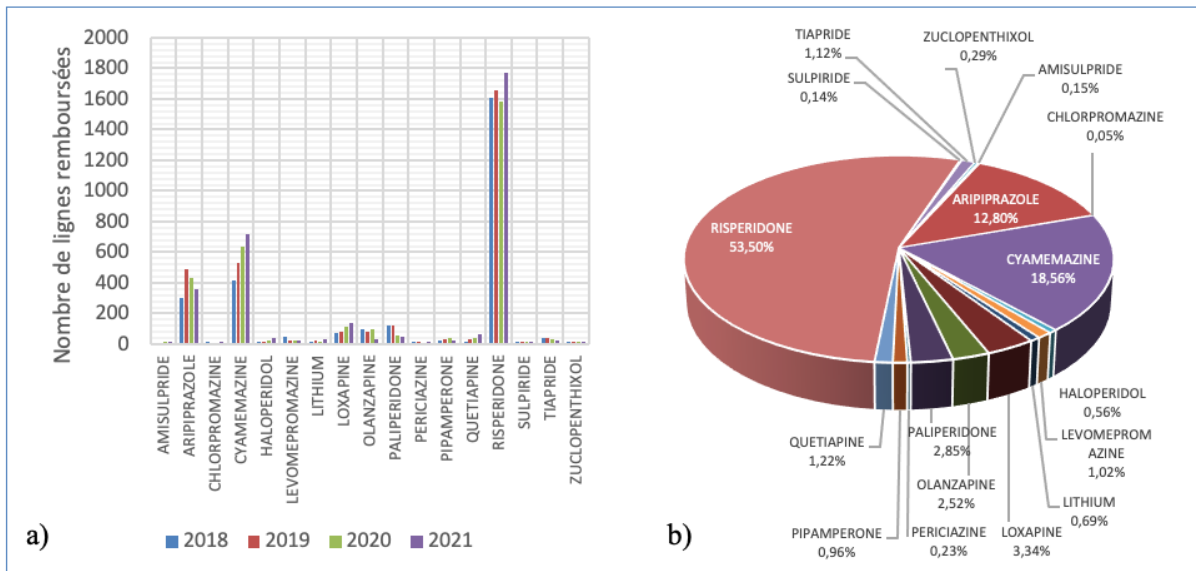 Nombre de lignes remboursées
2000
1800
1600
1400
1200
1000
800
600
400
200
0
AMISULPRIDE
ARIPIPRAZOLE
CHLORPROMAZINE
CYAMEMAZINE
HALOPERIDOL
LEVOMEPROMAZINE
LITHIUM
LOXAPINE
OLANZAPINE
PALIPERIDONE
PERICIAZINE
PIPAMPERONE
QUETIAPINE
RISPERIDONE
SULPIRIDE
TIAPRIDE
ZUCLOPENTHIXOL
a)
2018
2019
2020
2021
TIAPRIDE
1,12%
SULPIRIDE
0,14%
ZUCLOPENTHIXOL
0,29%
AMISULPRIDE
0,15%
CHLORPROMAZINE
0,05%
ARIPIPRAZOLE
12,80%
RISPERIDONE
53,50%
CYAMEMAZINE
18,56%
HALOPERIDOL
0,56%
LEVOMEPROM
AZINE
1,02%
LITHIUM
0,69%
QUETIAPINE
1,22%
PALIPERIDONE
2,85%
OLANZAPINE
2,52%
PIPAMPERONE
0,96%
PERICIAZINE
0,23%
LOXAPINE
3,34%
b)